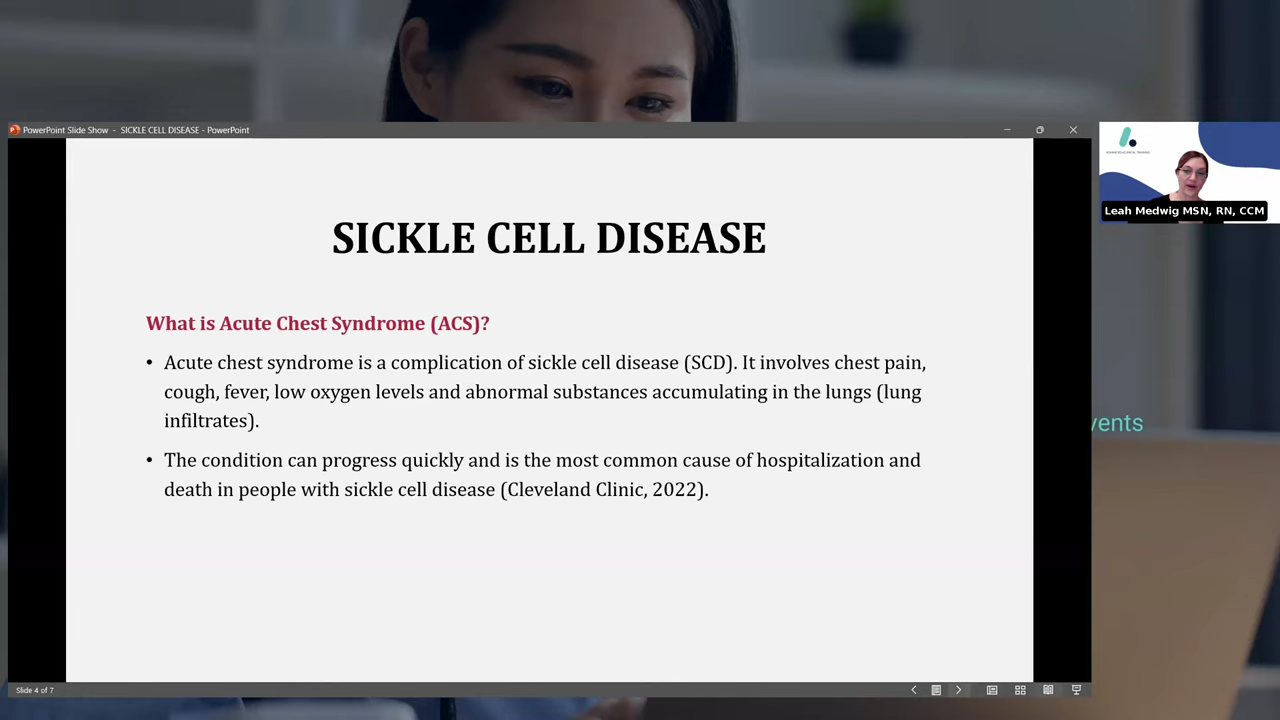 PowerPoint Slide Show - SICKLE CELL DISEASE - PowerPoint
Leah Medwig MSN, RN, CCM
SICKLE CELL DISEASE
What is Acute Chest Syndrome (ACS)?
• Acute chest syndrome is a complication of sickle cell disease (SCD). It involves chest pain,
cough, fever, low oxygen levels and abnormal substances accumulating in the lungs (lung
infiltrates).
vents
• The condition can progress quickly and is the most common cause of hospitalization and
death in people with sickle cell disease (Cleveland Clinic, 2022).
Slide 4 of 7